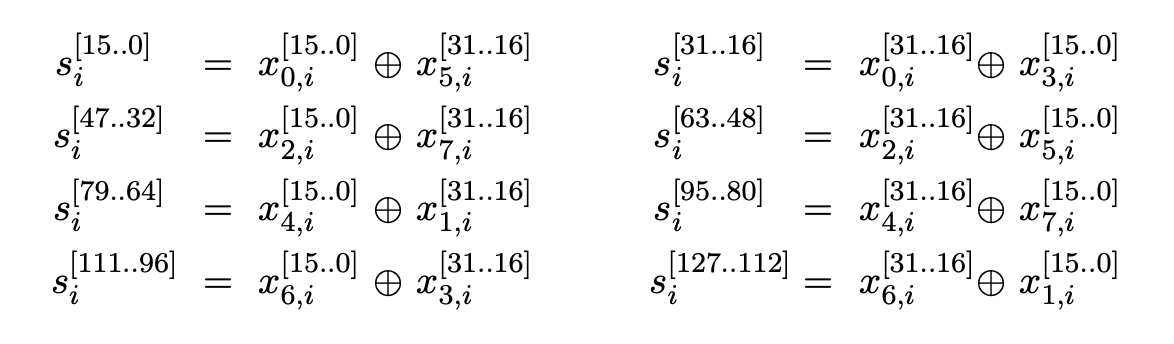 s_i^{[15..0]} = x_{0,i}^{[15..0]} ⊕ x_{5,i}^{[31..16]} s_i^{[31..16]} = x_{0,i}^{[31..16]} ⊕ x_{3,i}^{[15..0]}
s_i^{[47..32]} = x_{2,i}^{[15..0]} ⊕ x_{7,i}^{[31..16]} s_i^{[63..48]} = x_{2,i}^{[31..16]} ⊕ x_{5,i}^{[15..0]}
s_i^{[79..64]} = x_{4,i}^{[15..0]} ⊕ x_{1,i}^{[31..16]} s_i^{[95..80]} = x_{4,i}^{[31..16]} ⊕ x_{7,i}^{[15..0]}
s_i^{[111..96]} = x_{6,i}^{[15..0]} ⊕ x_{3,i}^{[31..16]} s_i^{[127..112]} = x_{6,i}^{[31..16]} ⊕ x_{1,i}^{[15..0]}